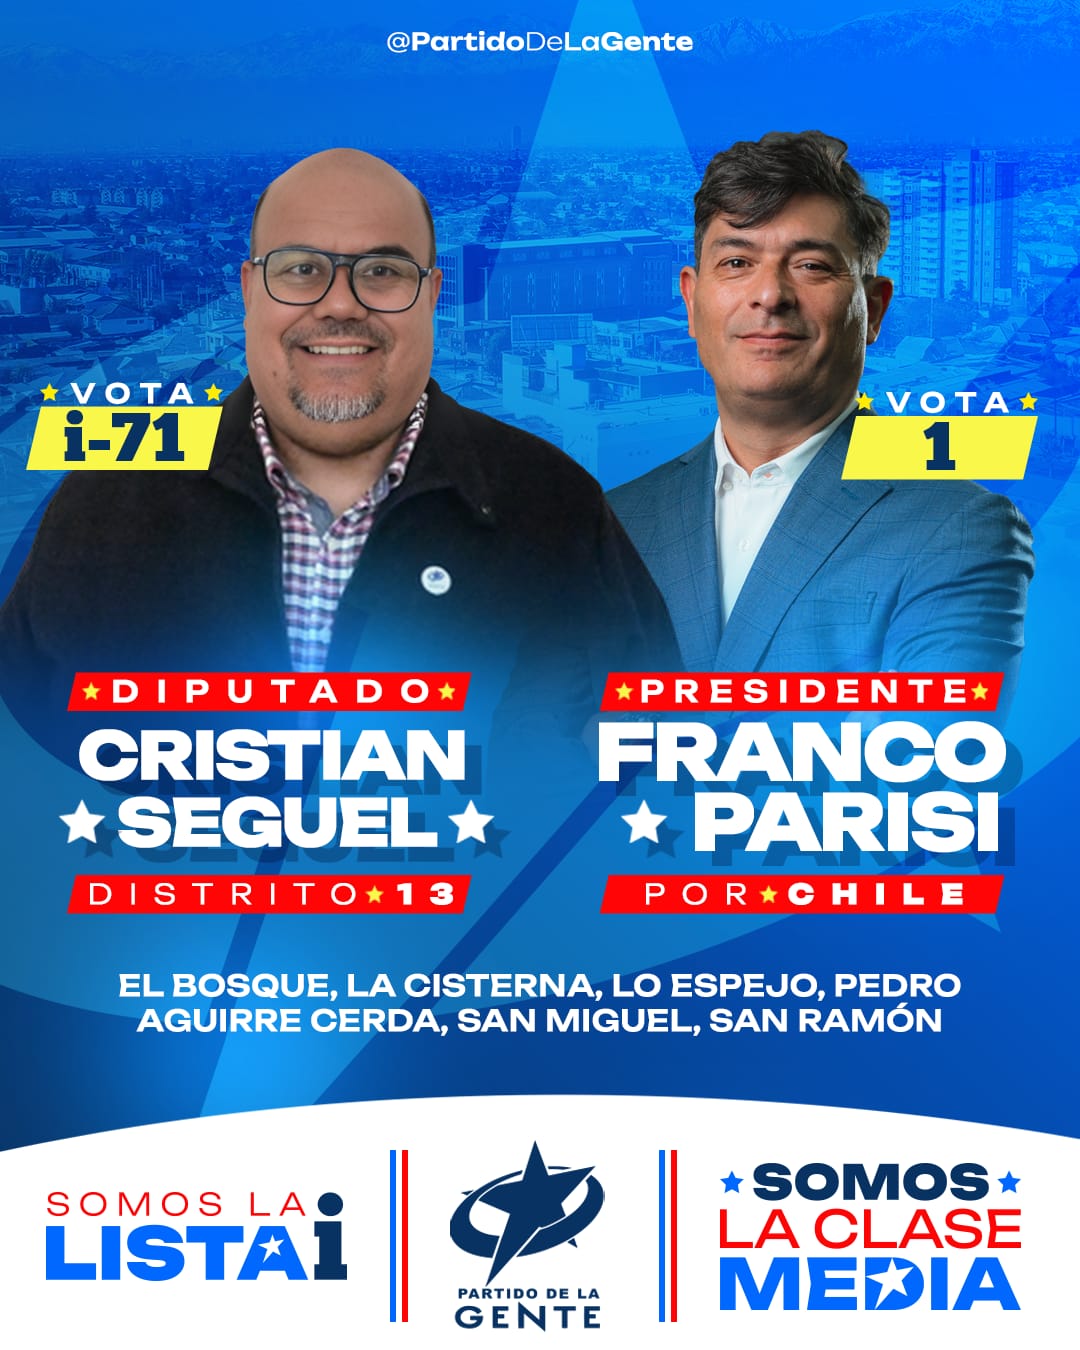 @PartidoDeLaGente
VOTA
i-71
VOTA
1
DIPUTADO
CRISTIAN
SEGUEL
DISTRITO 13
PRESIDENTE
FRANCO
PARISI
POR CHILE
EL BOSQUE, LA CISTERNA, LO ESPEJO, PEDRO
AGUIRRE CERDA, SAN MIGUEL, SAN RAMÓN
SOMOS LA
LISTA i
PARTIDO DE LA
GENTE
SOMOS
LA CLASE
MEDIA